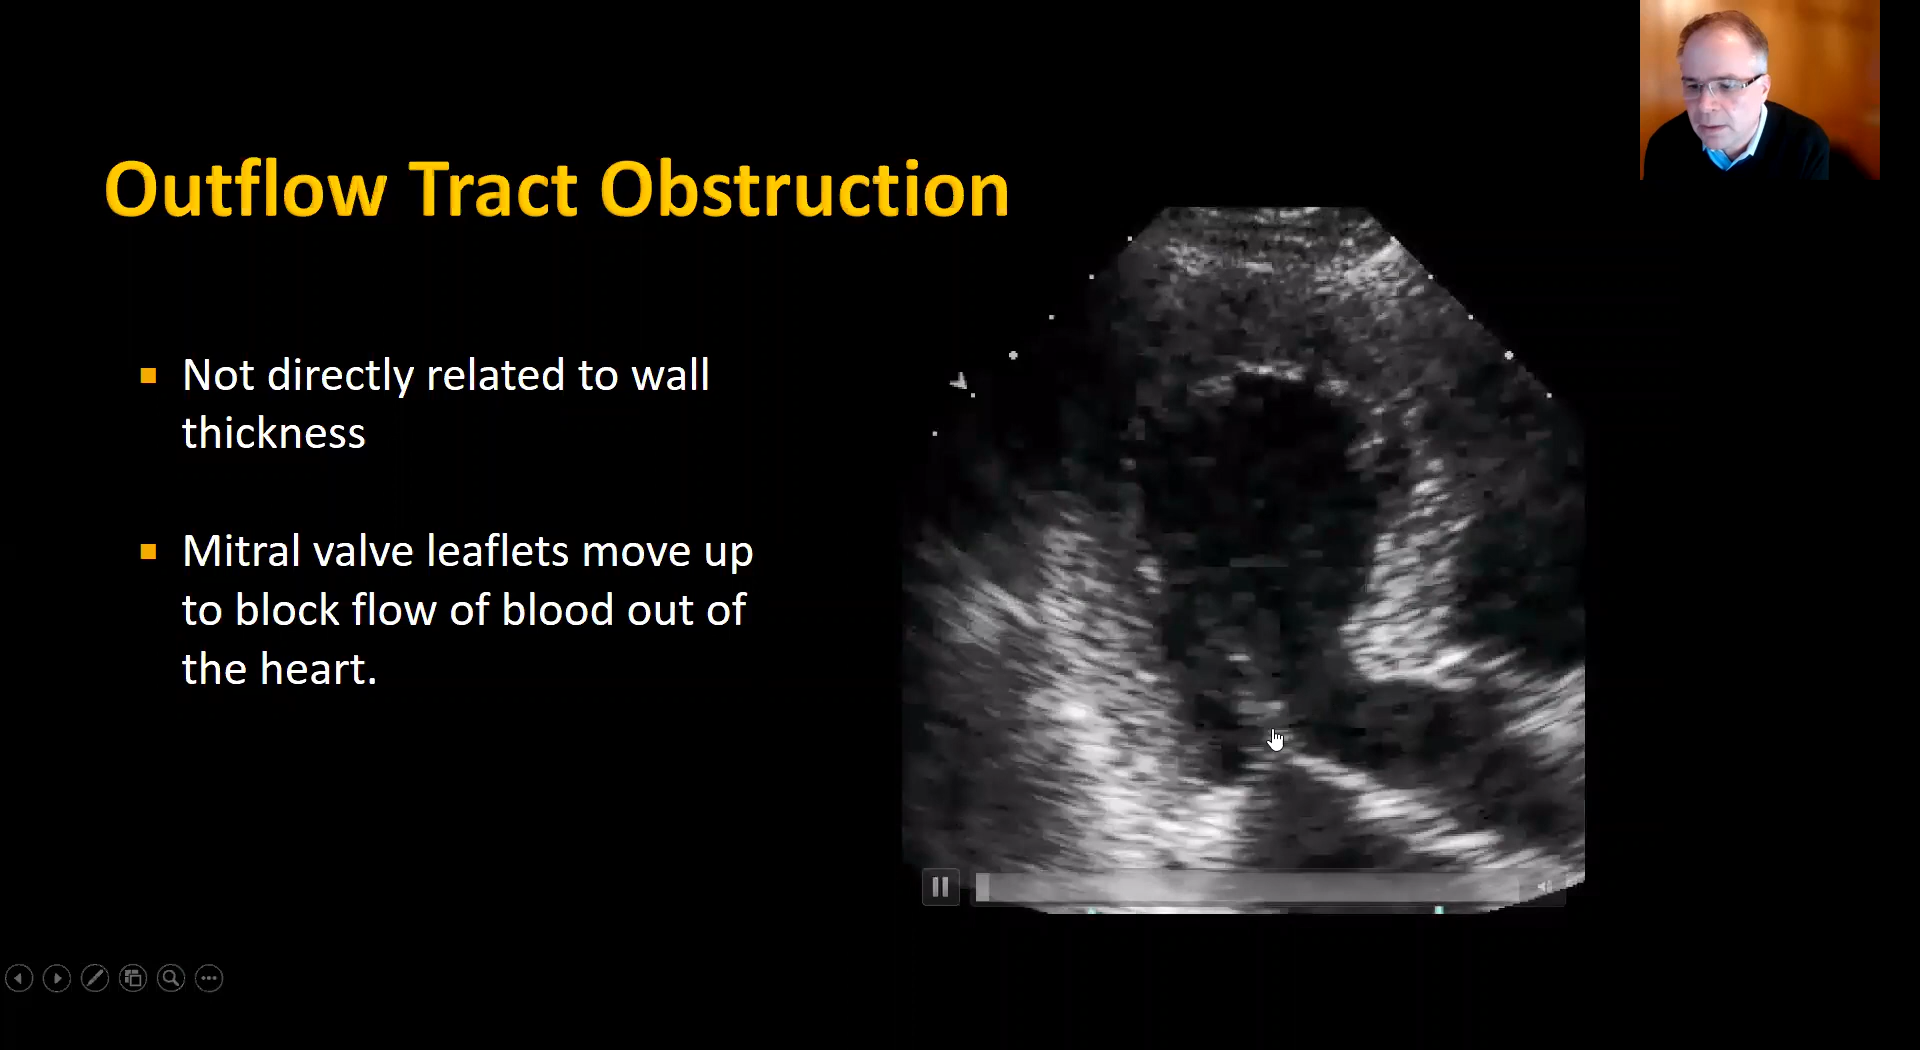 Outflow Tract Obstruction
Not directly related to wall
thickness
Mitral valve leaflets move up
to block flow of blood out of
the heart.